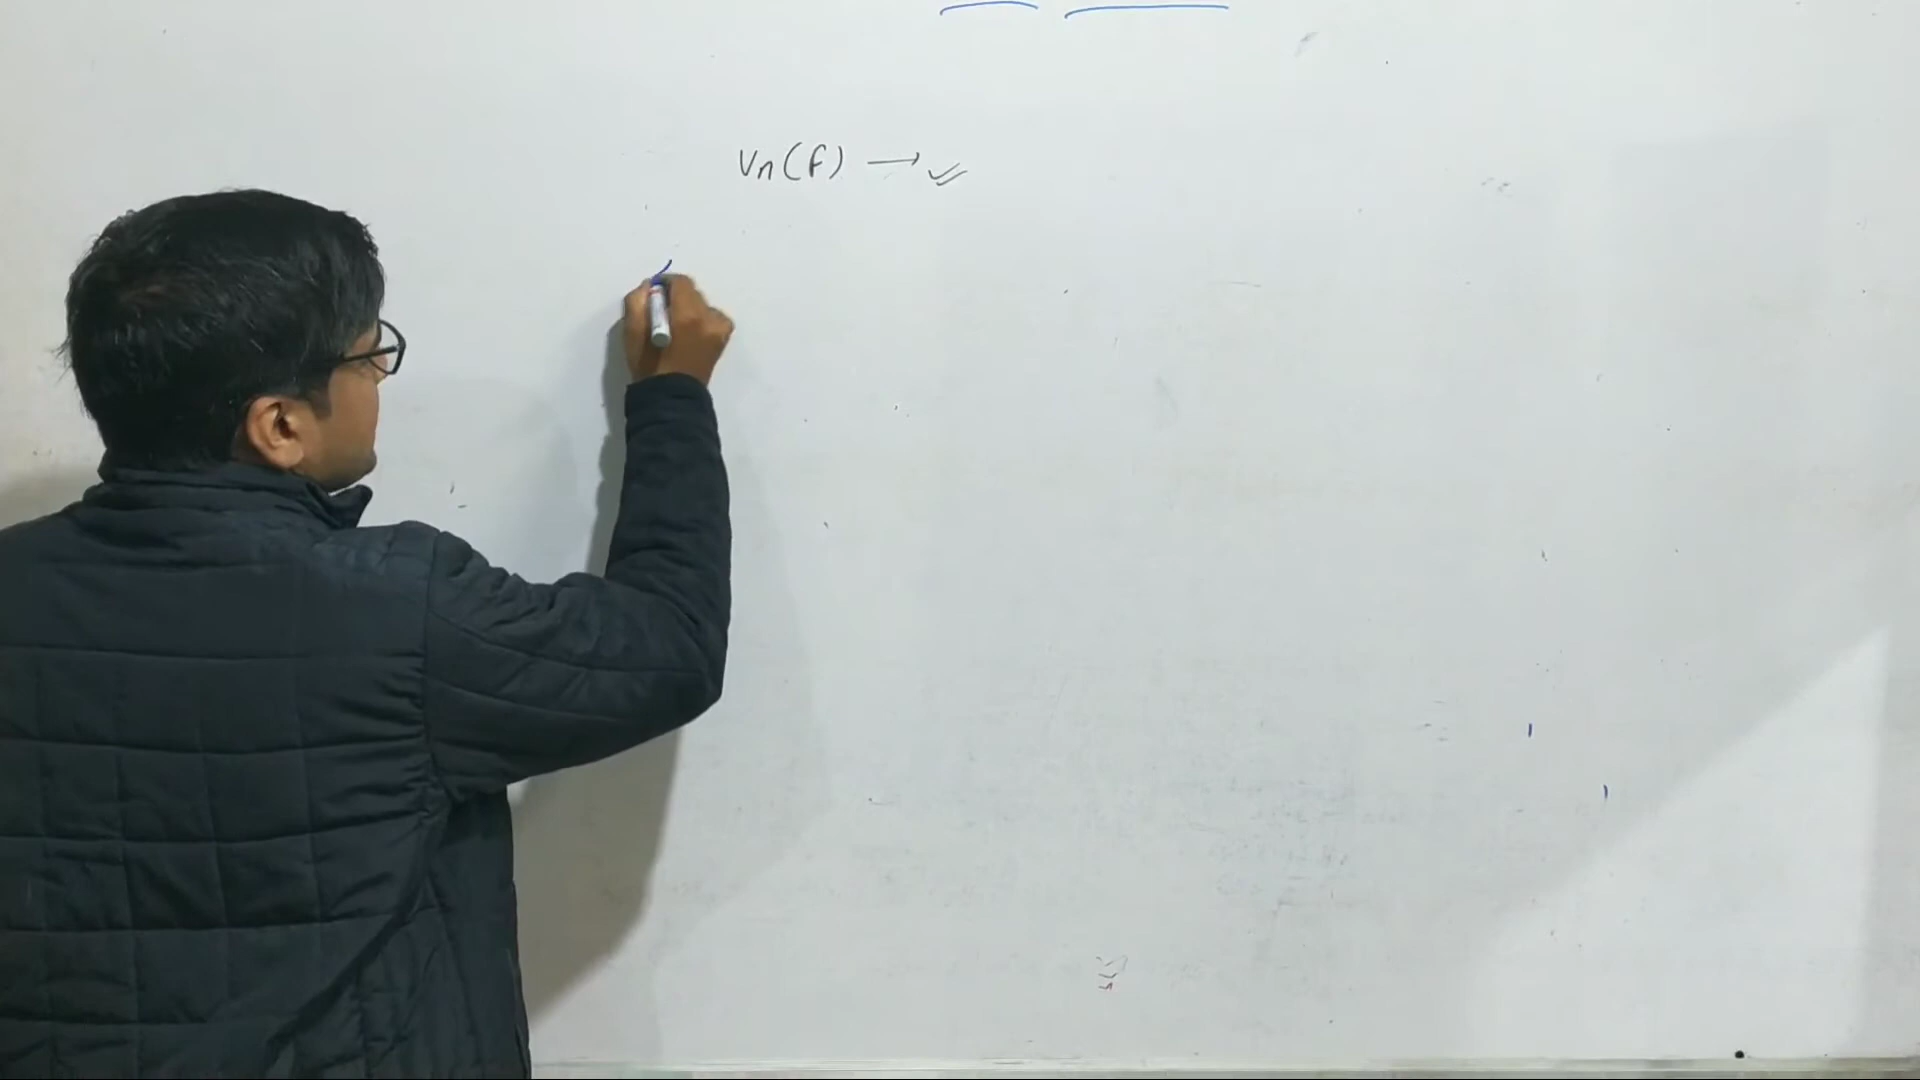 Vn(F) → ✓